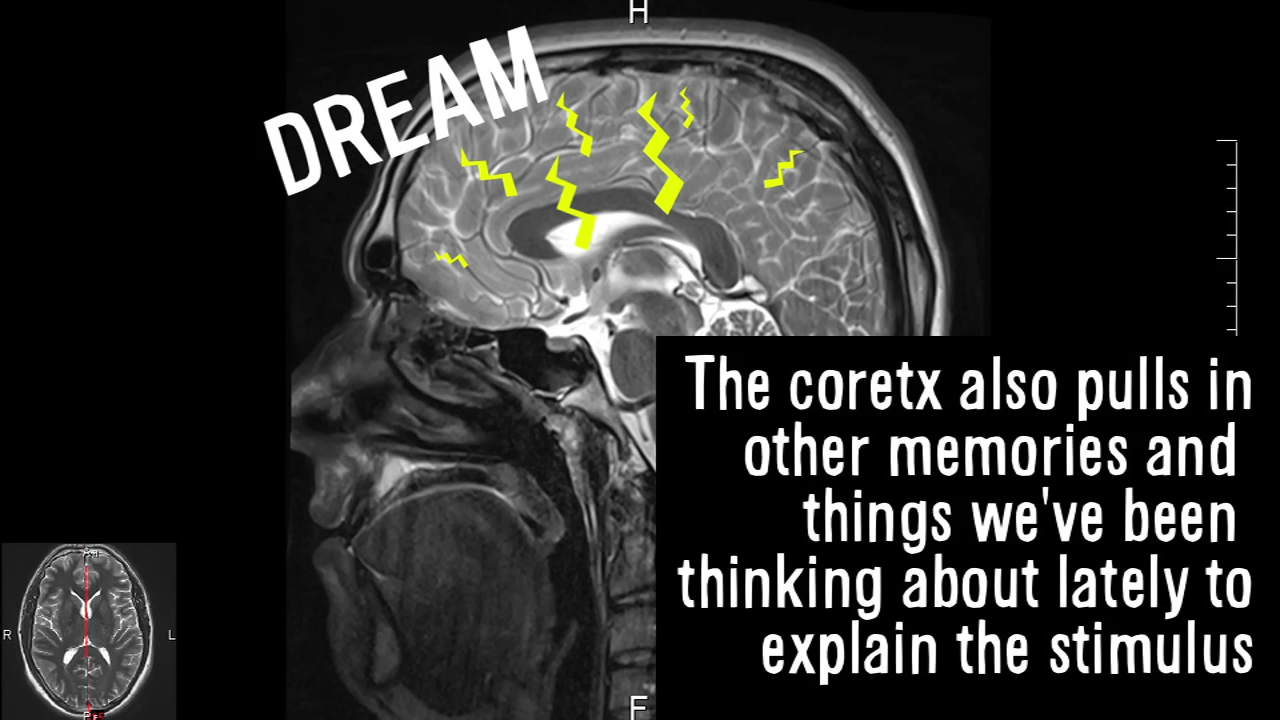 H
DREAM
The coretx also pulls in
other memories and
things we've been
thinking about lately to
explain the stimulus
R
L
F